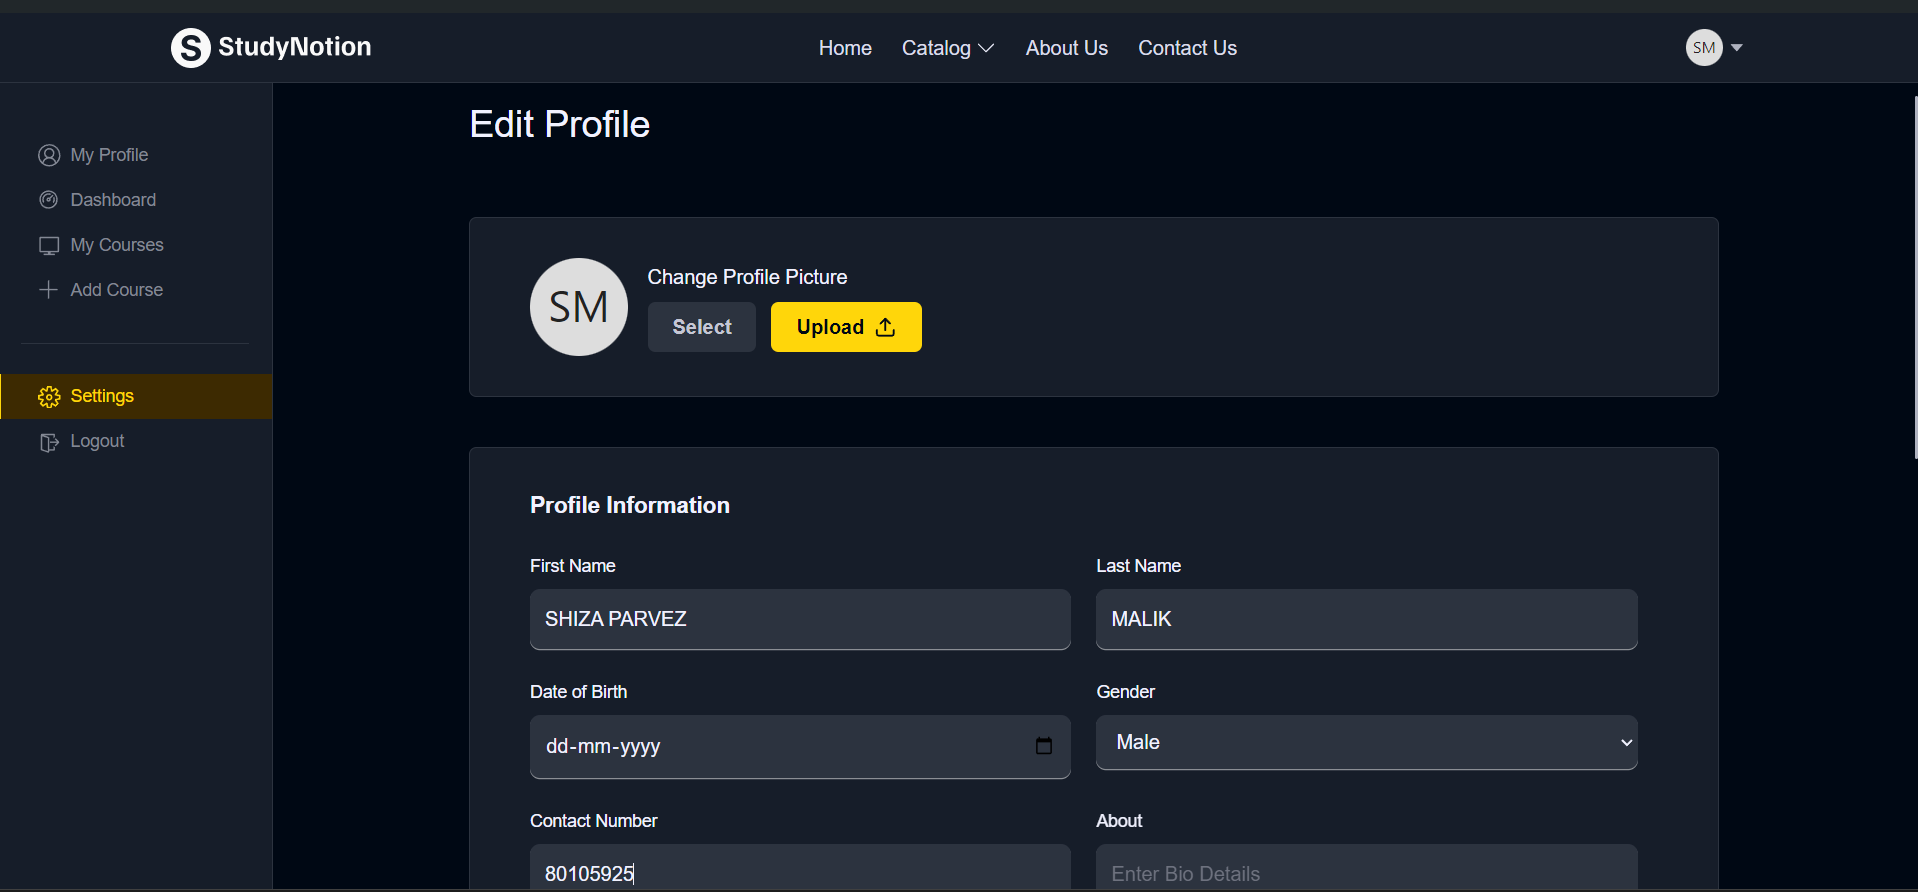 StudyNotion
Home Catalog About Us Contact Us
SM
My Profile
Dashboard
My Courses
Add Course
Settings
Logout
Edit Profile
SM
Change Profile Picture
Select Upload
Profile Information
First Name Last Name
SHIZA PARVEZ MALIK
Date of Birth Gender
dd-mm-yyyy Male
Contact Number About
80105925 Enter Bio Details